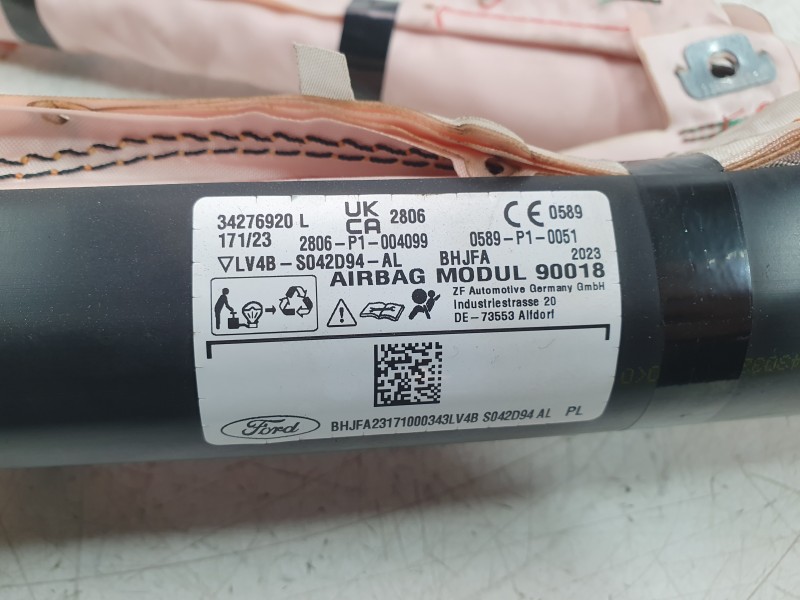 34276920 L UK CA 2806 CE 0589
171/23 2806-P1-004099 0589-P1-0051
▽LV4B-S042D94-AL BHJFA 2023
AIRBAG MODUL 90018
ZF Automotive Germany GmbH
Industriestrasse 20
DE-73553 Alfdorf
Ford BHJFA23171000343LV4B S042D94 AL PL